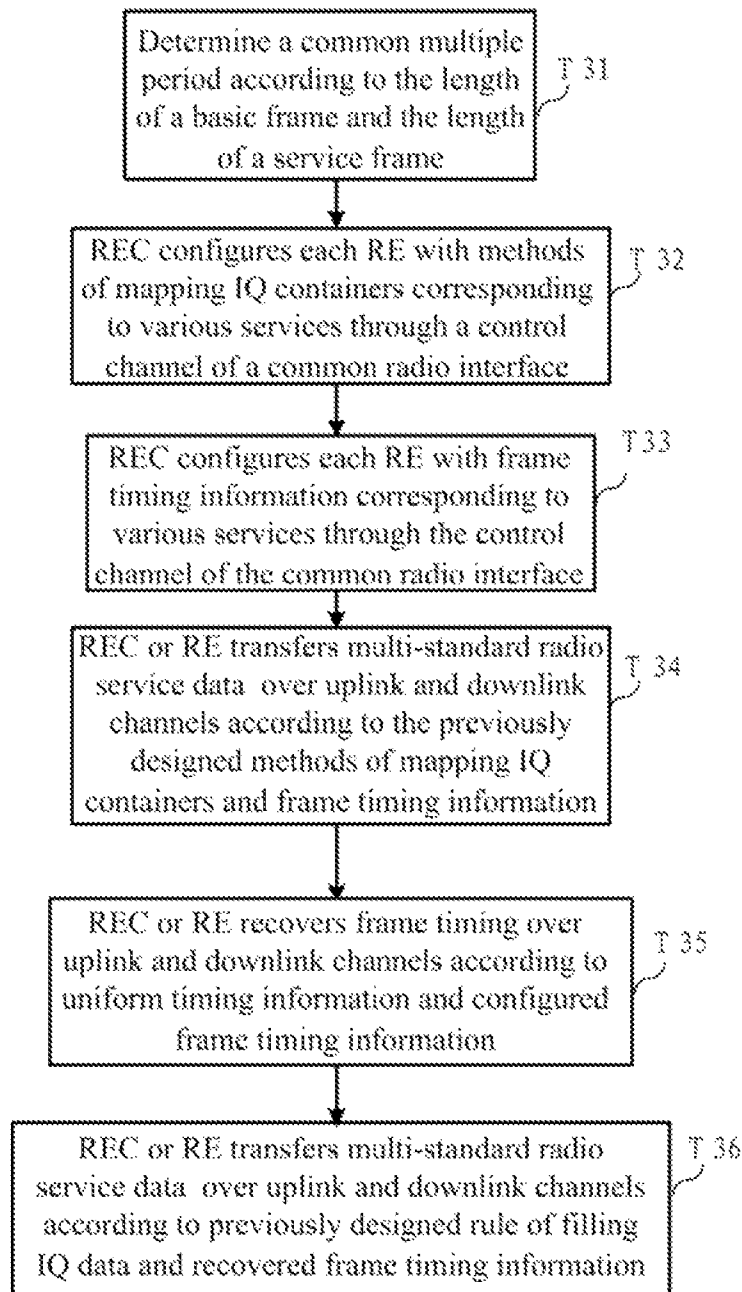 Determine a common multiple
period according to the length
of a basic frame and the length
of a service frame
T 31
REC configures each RE with methods
of mapping IQ containers corresponding
to various services through a control
channel of a common radio interface
T 32
REC configures each RE with frame
timing information corresponding to
various services through the control
channel of the common radio interface
T33
REC or RE transfers multi-standard radio
service data over uplink and downlink
channels according to the previously
designed methods of mapping IQ
containers and frame timing information
T 34
REC or RE recovers frame timing over
uplink and downlink channels according to
uniform timing information and configured
frame timing information
T 35
REC or RE transfers multi-standard radio
service data over uplink and downlink channels
according to previously designed rule of filling
IQ data and recovered frame timing information
T 36